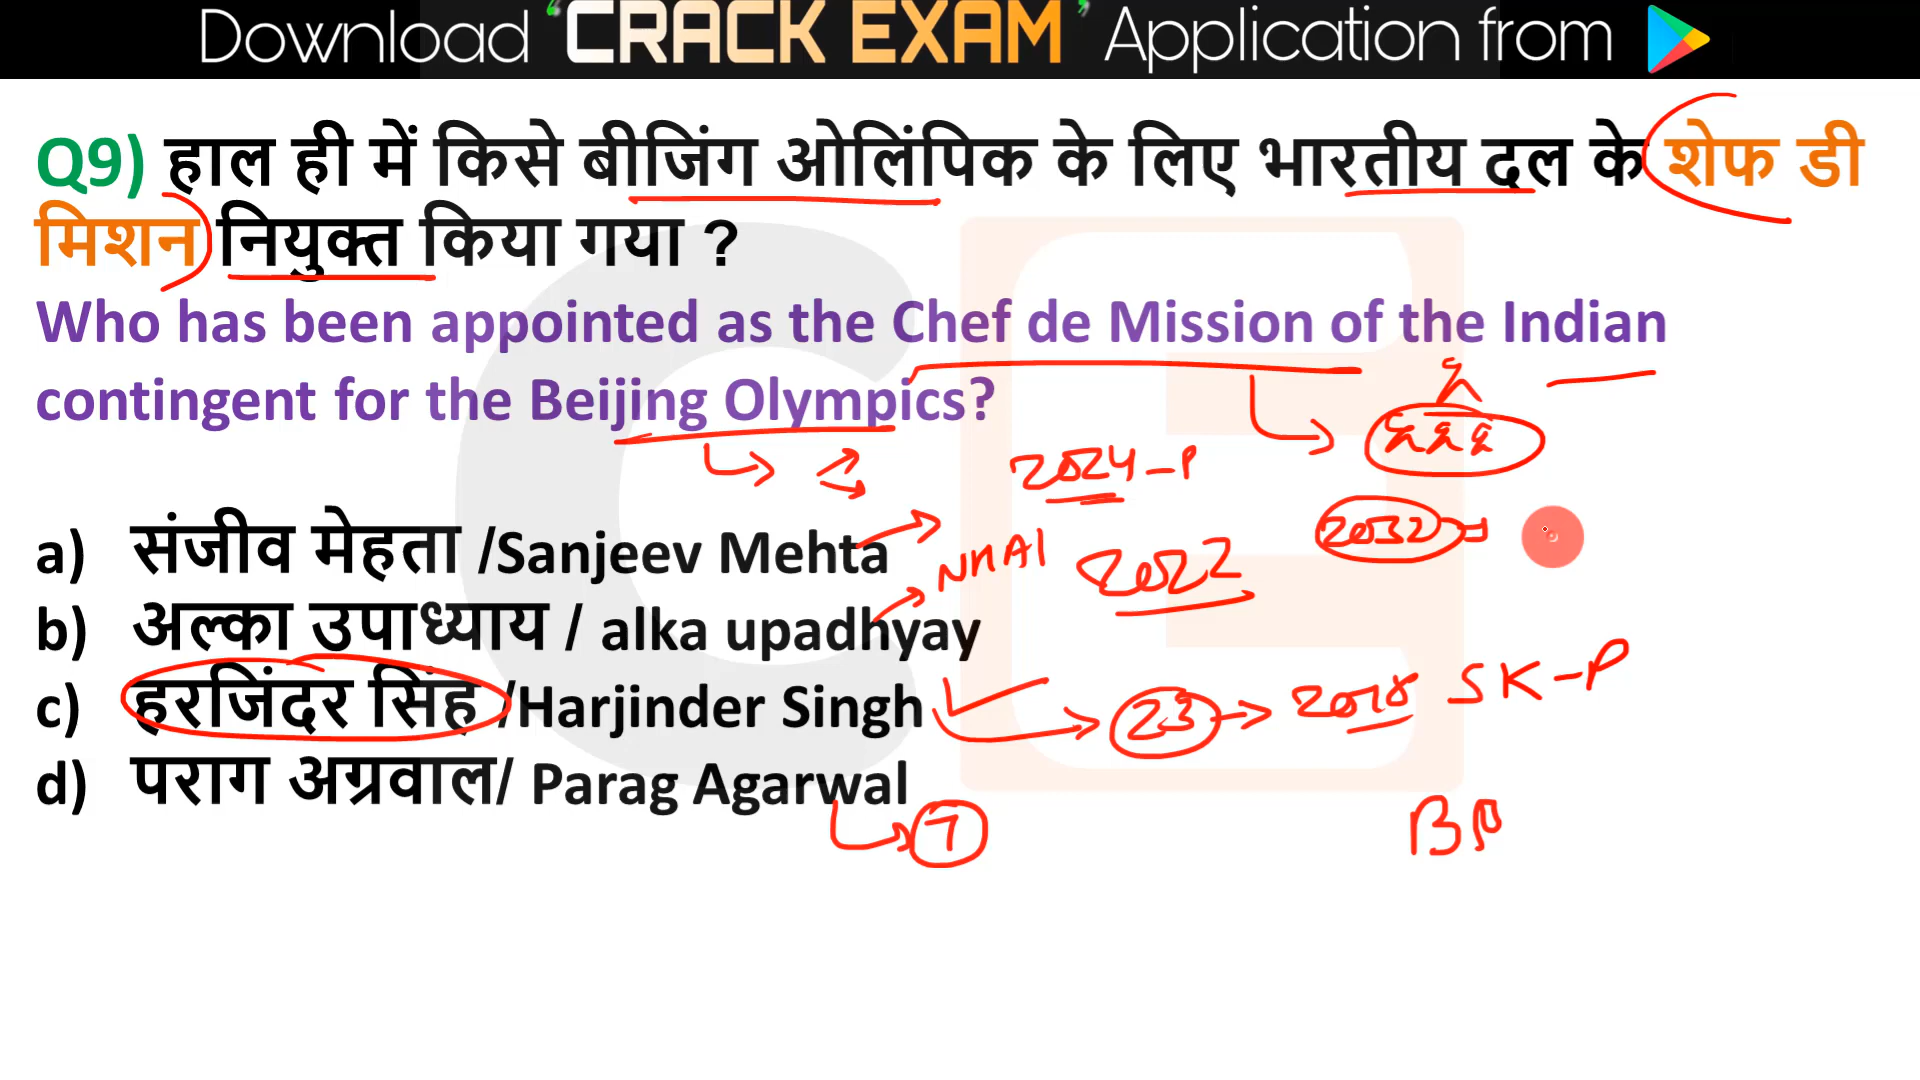 Download ‘CRACK EXAM’ Application from
Q9) हाल ही में किसे बीजिंग ओलिंपिक के लिए भारतीय दल के शेफ डी
मिशन नियुक्त किया गया ?
Who has been appointed as the Chef de Mission of the Indian
contingent for the Beijing Olympics?
2024-P
2032
a) संजीव मेहता /Sanjeev Mehta
NHAI 2022
b) अल्का उपाध्याय / alka upadhyay
c) हरजिंदर सिंह /Harjinder Singh
23 → 2018 SK-P
d) पराग अग्रवाल/ Parag Agarwal
7